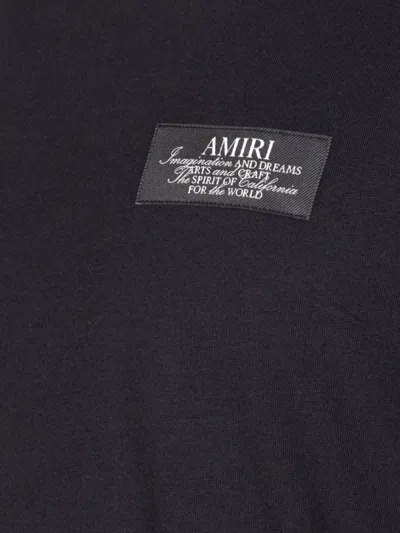 AMIRI
Imagination AND DREAMS
ARTS and CRAFT
The SPIRIT OF California
FOR the WORLD